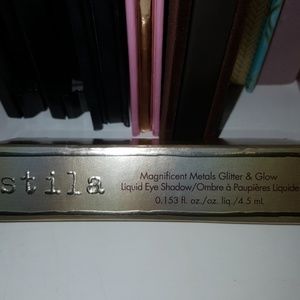 stila
Magnificent Metals Glitter & Glow
Liquid Eye Shadow/Ombre à Paupières Liquide
0.153 fl. oz./oz. liq./4.5 mL